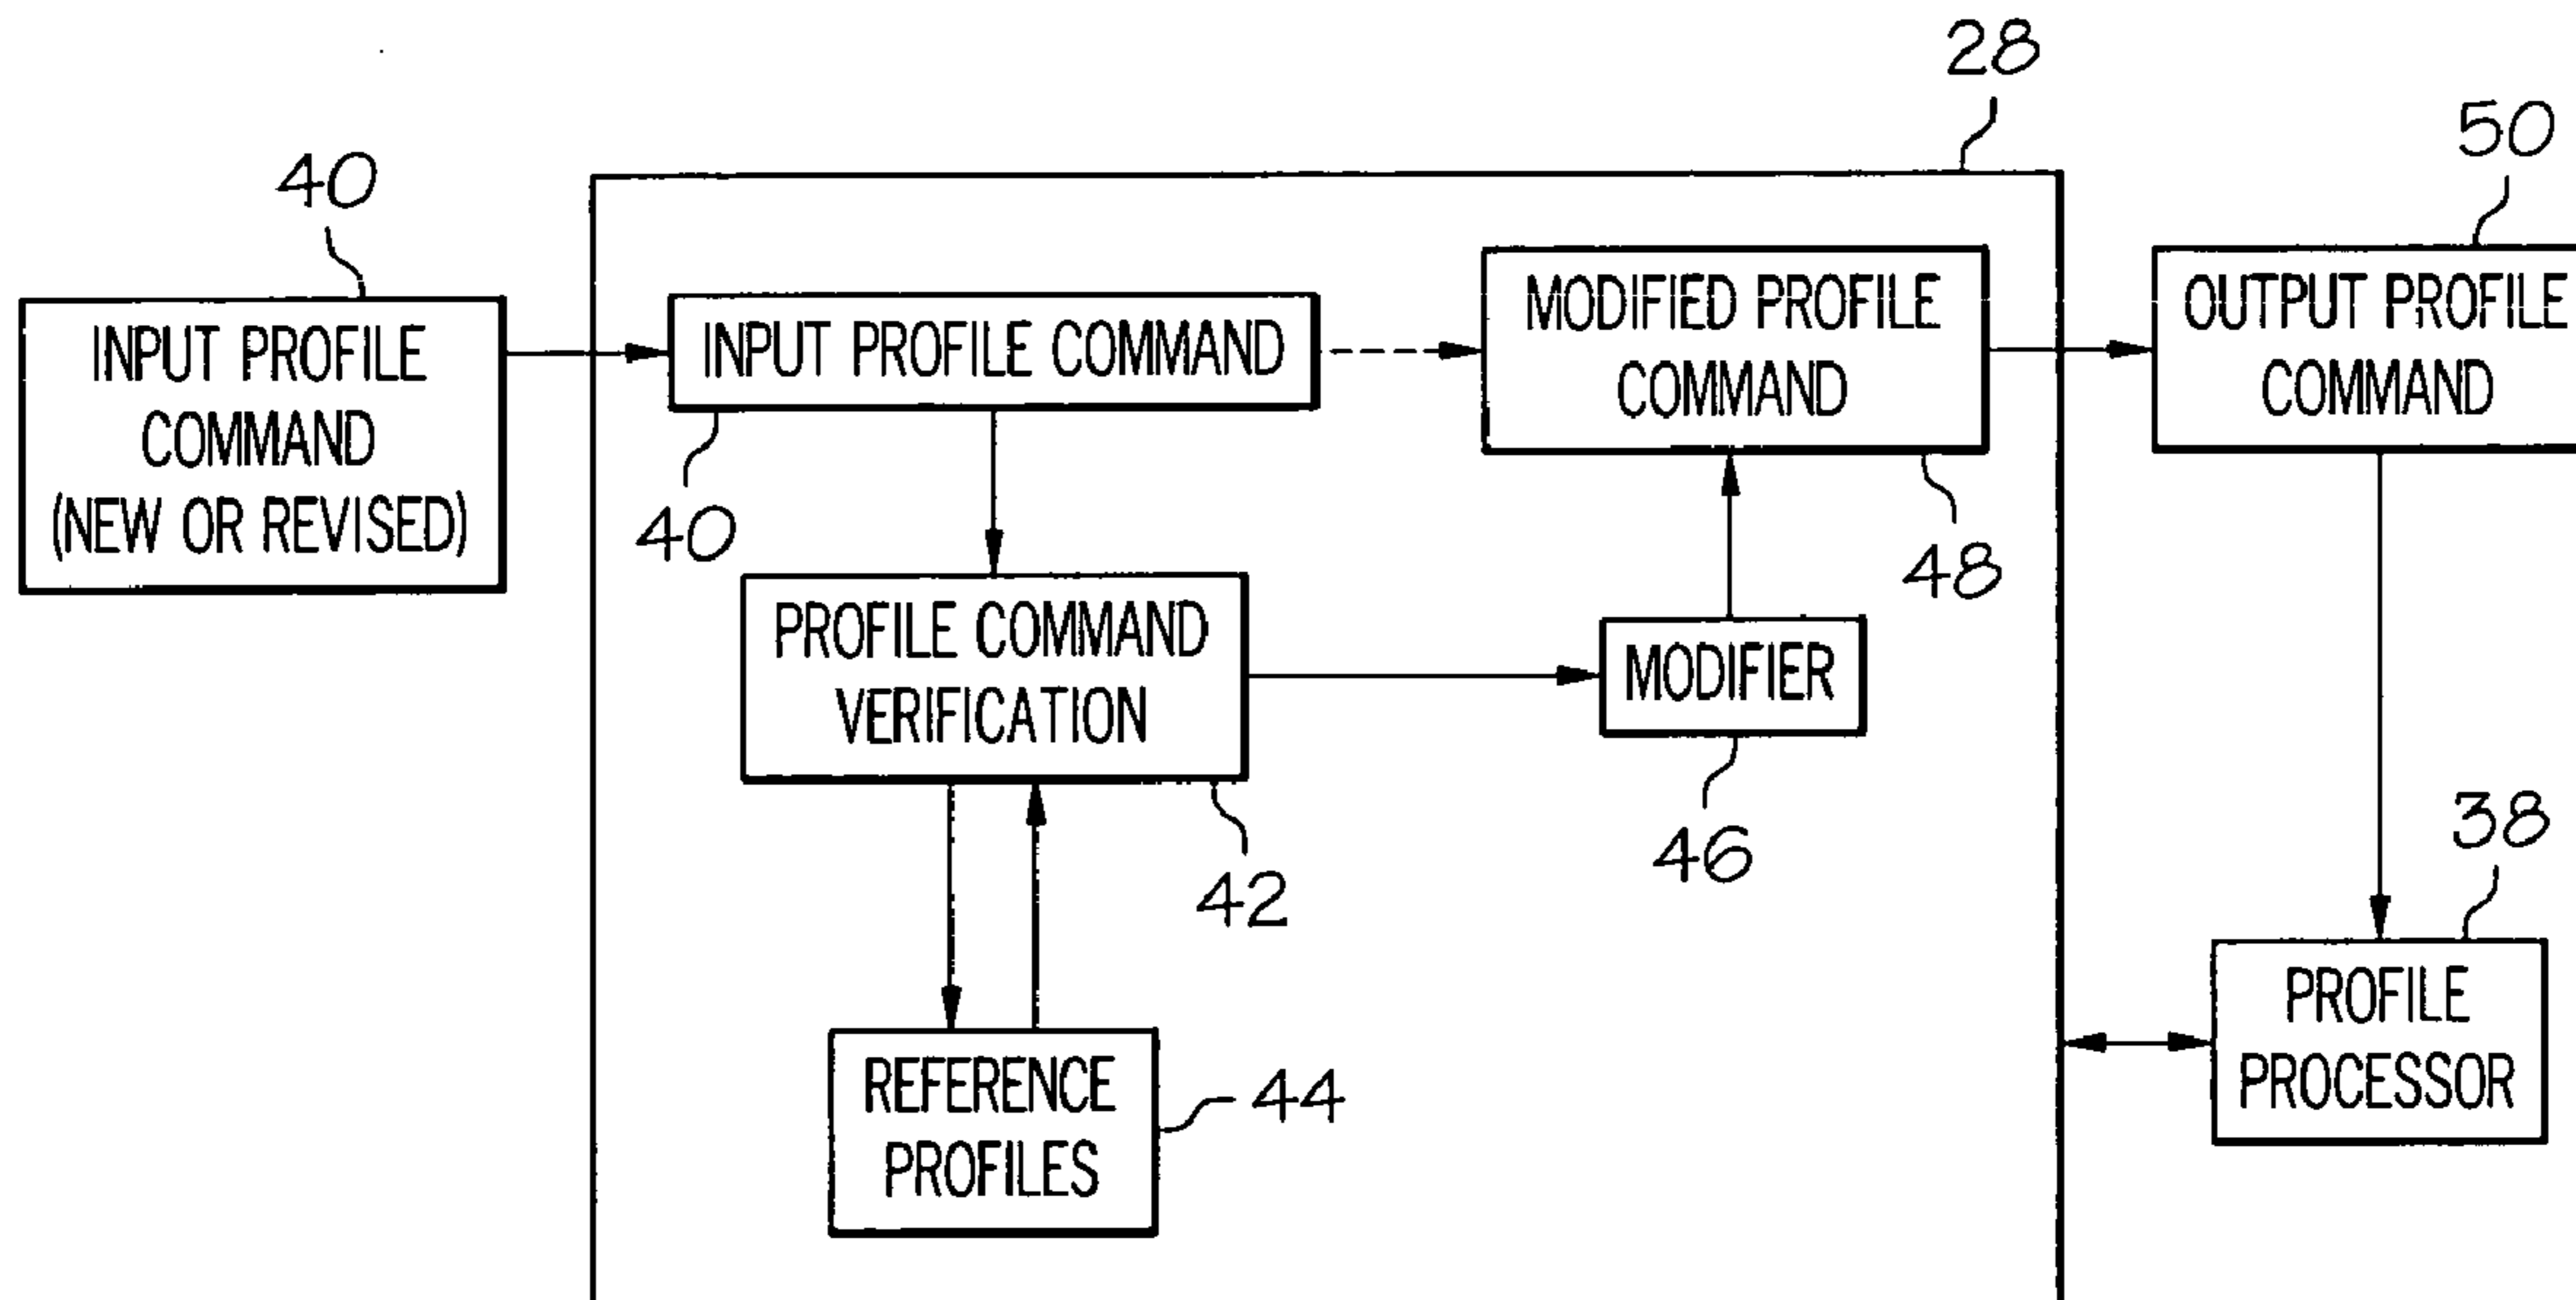 28
50
40
INPUT PROFILE
COMMAND
(NEW OR REVISED)
INPUT PROFILE COMMAND
40
MODIFIED PROFILE
COMMAND
48
OUTPUT PROFILE
COMMAND
PROFILE COMMAND
VERIFICATION
42
MODIFIER
46
38
REFERENCE
PROFILES
44
PROFILE
PROCESSOR